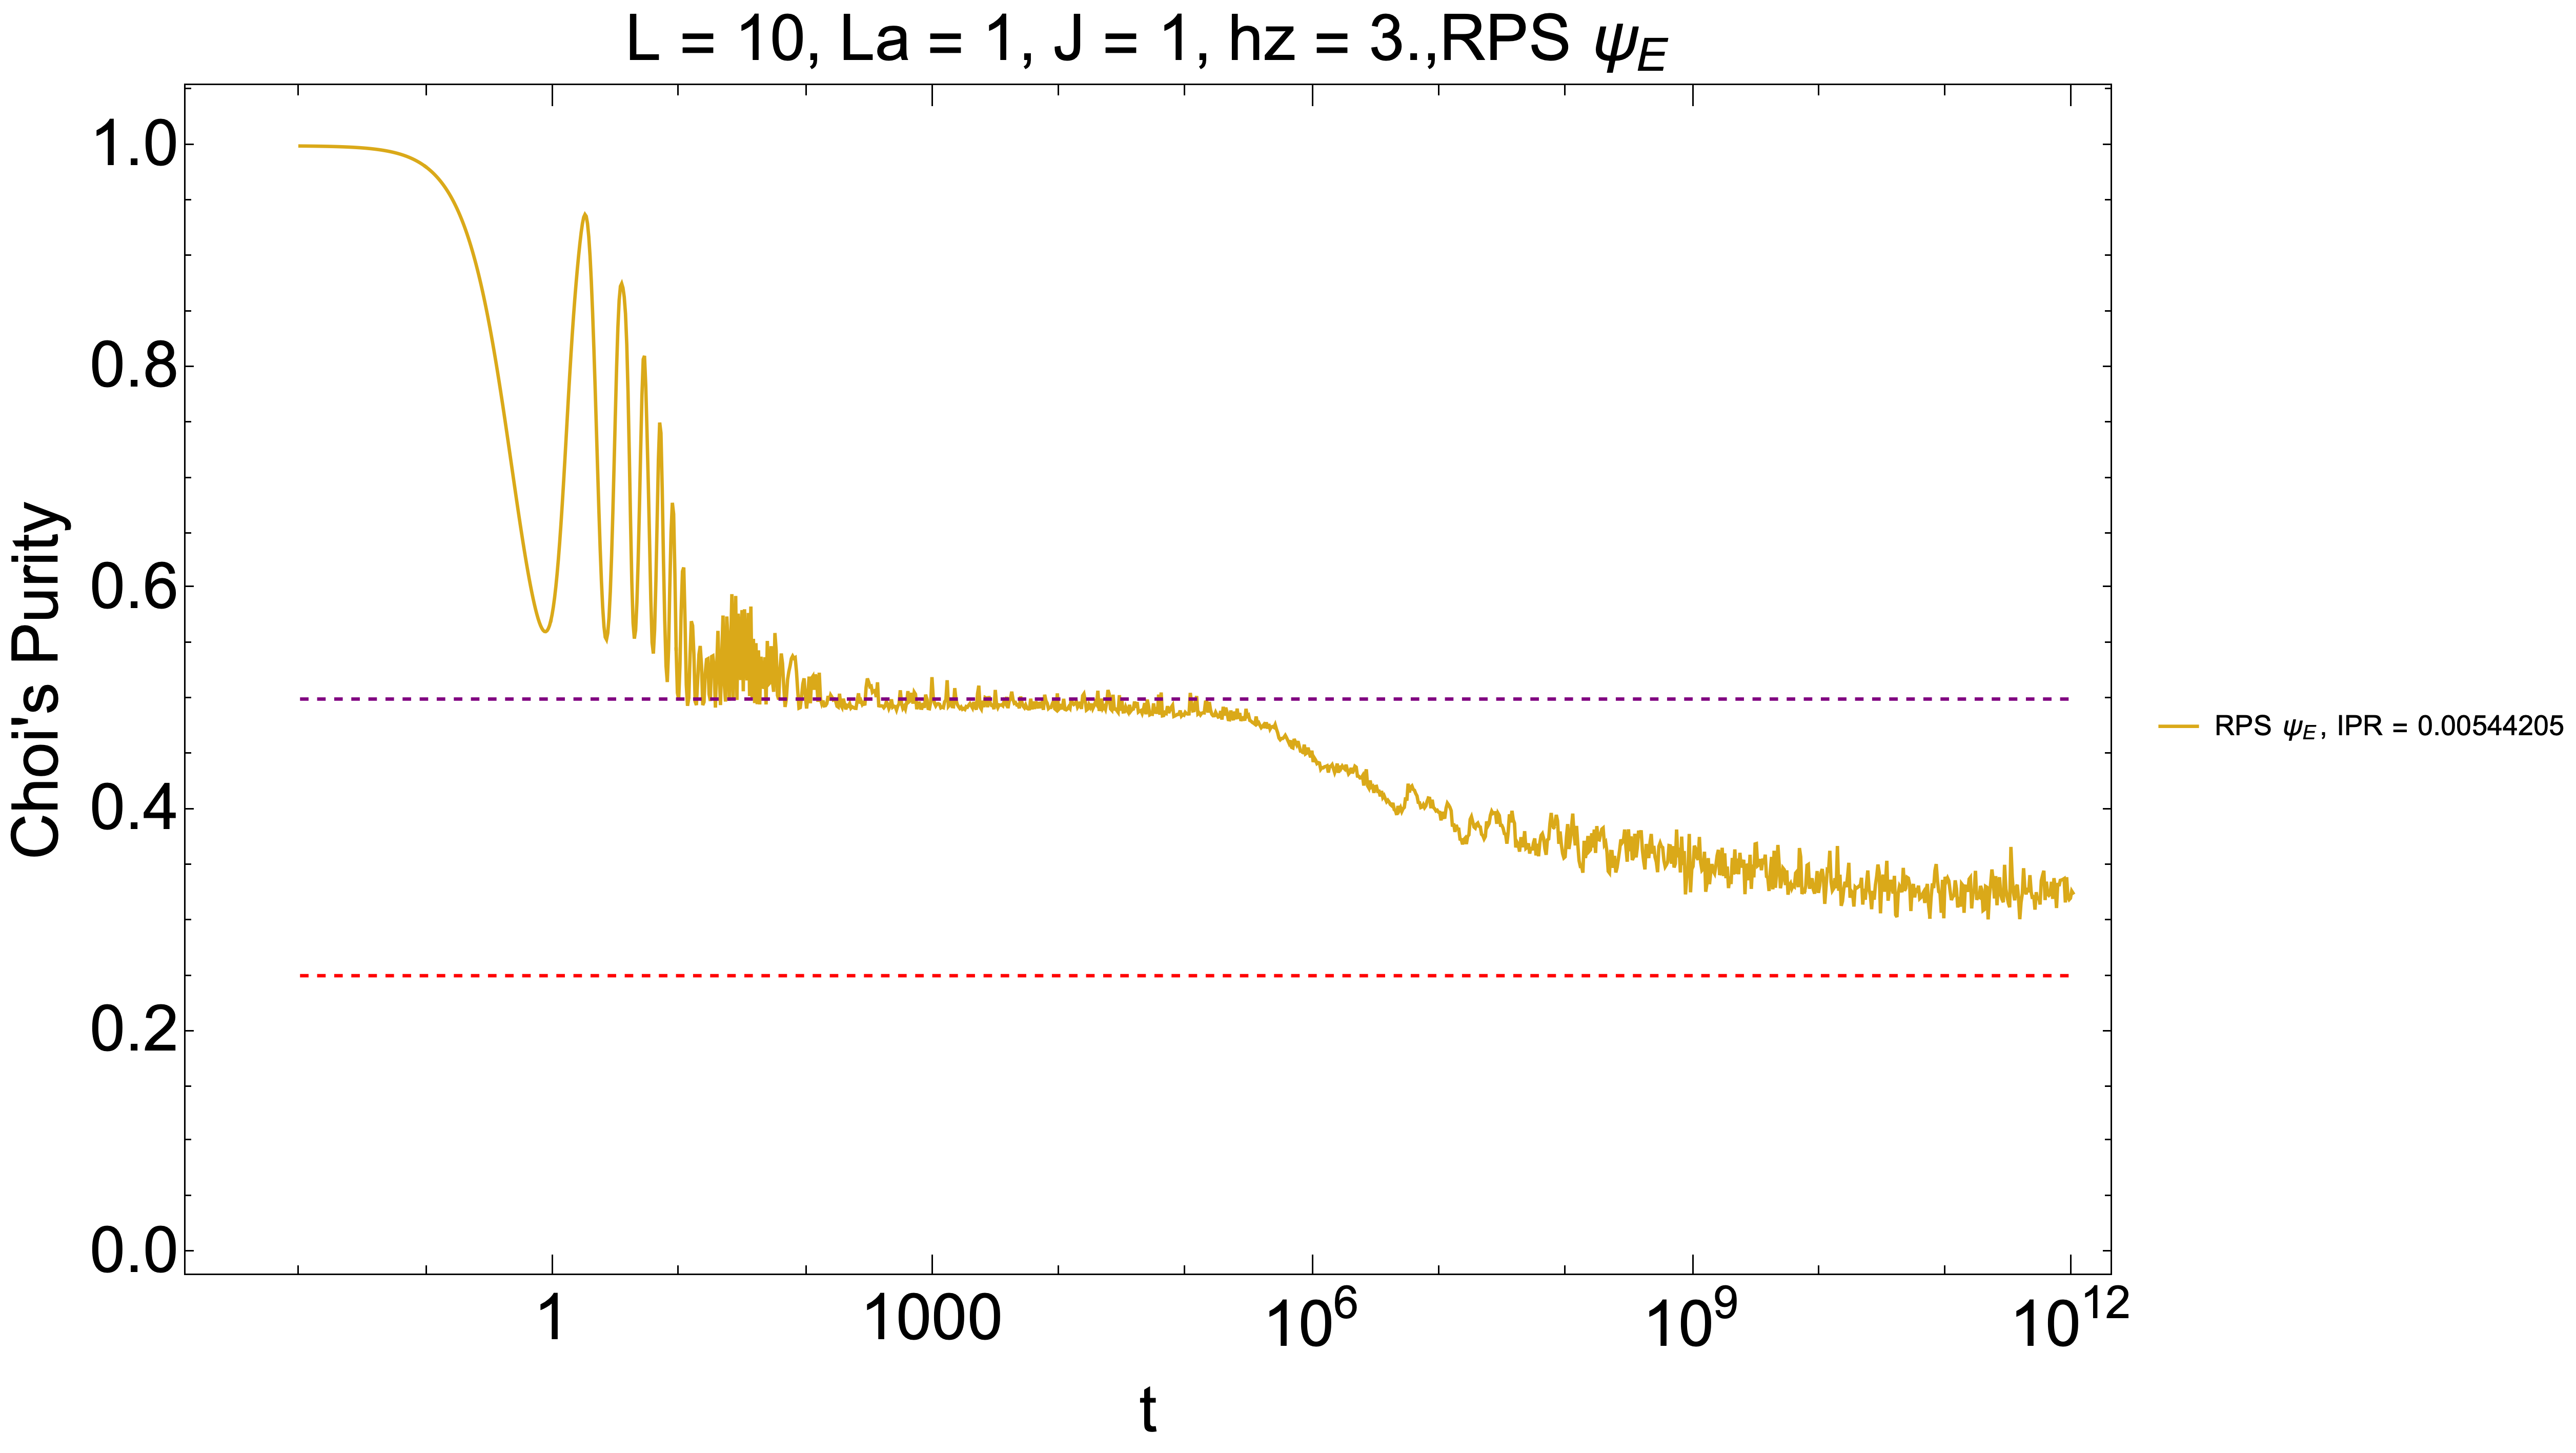 L = 10, La = 1, J = 1, hz = 3.,RPS ψE
Choi's Purity
1.0
0.8
0.6
0.4
0.2
0.0
1
1000
10^6
10^9
10^12
t
RPS ψE, IPR = 0.00544205